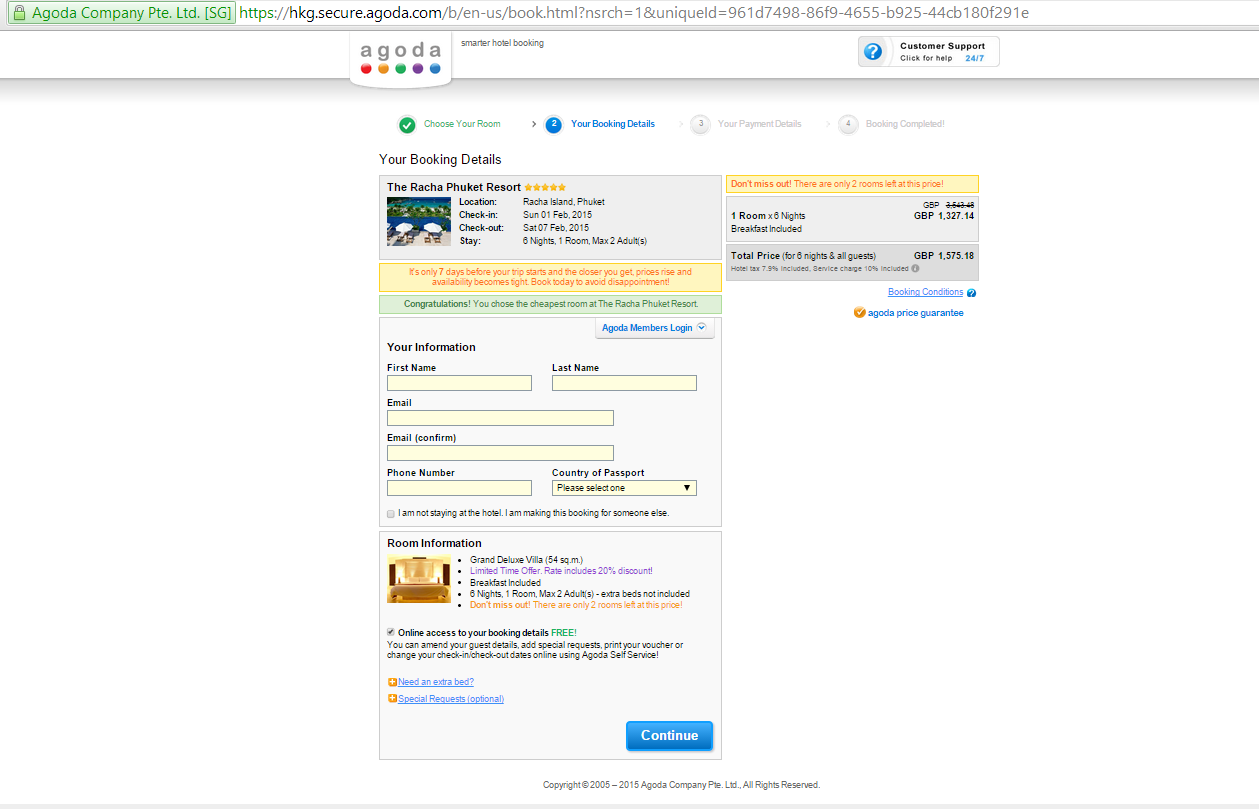 Agoda Company Pte. Ltd. [SG] https://hkg.secure.agoda.com/b/en-us/book.html?nsrch=1&uniqueId=961d7498-86f9-4655-b925-44cb180f291e
agoda
smarter hotel booking
Customer Support
Click for help 24/7
Choose Your Room > 2 Your Booking Details > 3 Your Payment Details > 4 Booking Completed!
Your Booking Details
The Racha Phuket Resort
Location: Racha Island, Phuket
Check-in: Sun 01 Feb, 2015
Check-out: Sat 07 Feb, 2015
Stay: 6 Nights, 1 Room, Max 2 Adult(s)
It's only 7 days before your trip starts and the closer you get, prices rise and
availability becomes tight, Book today to avoid disappointment!
Congratulations! You chose the cheapest room at The Racha Phuket Resort.
Don't miss out! There are only 2 rooms left at this price!
GBP 3,543.48
1 Room x 6 Nights GBP 1,327.14
Breakfast Included
Total Price (for 6 nights & all guests) GBP 1,575.18
Hotel tax 7.9% included, Service charge 10% included
Booking Conditions ?
agoda price guarantee
Agoda Members Login
Your Information
First Name Last Name
Email
Email (confirm)
Phone Number Country of Passport
Please select one
I am not staying at the hotel. I am making this booking for someone else.
Room Information
Grand Deluxe Villa (54 sq.m.)
Limited Time Offer. Rate includes 20% discount!
Breakfast Included
6 Nights, 1 Room, Max 2 Adult(s) - extra beds not included
Don't miss out! There are only 2 rooms left at this price!
Online access to your booking details FREE!
You can amend your guest details, add special requests, print your voucher or
change your check-in/check-out dates online using Agoda Self Service!
Need an extra bed?
Special Requests (optional)
Continue
Copyright © 2005 – 2015 Agoda Company Pte. Ltd., All Rights Reserved.